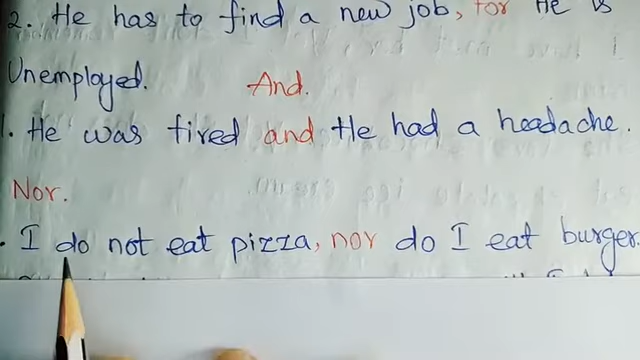 2. He has to find a new job, for He is
Unemployed.
And.
1. He was tired and He had a headache.
Nor.
. I do not eat pizza, nor do I eat burger.